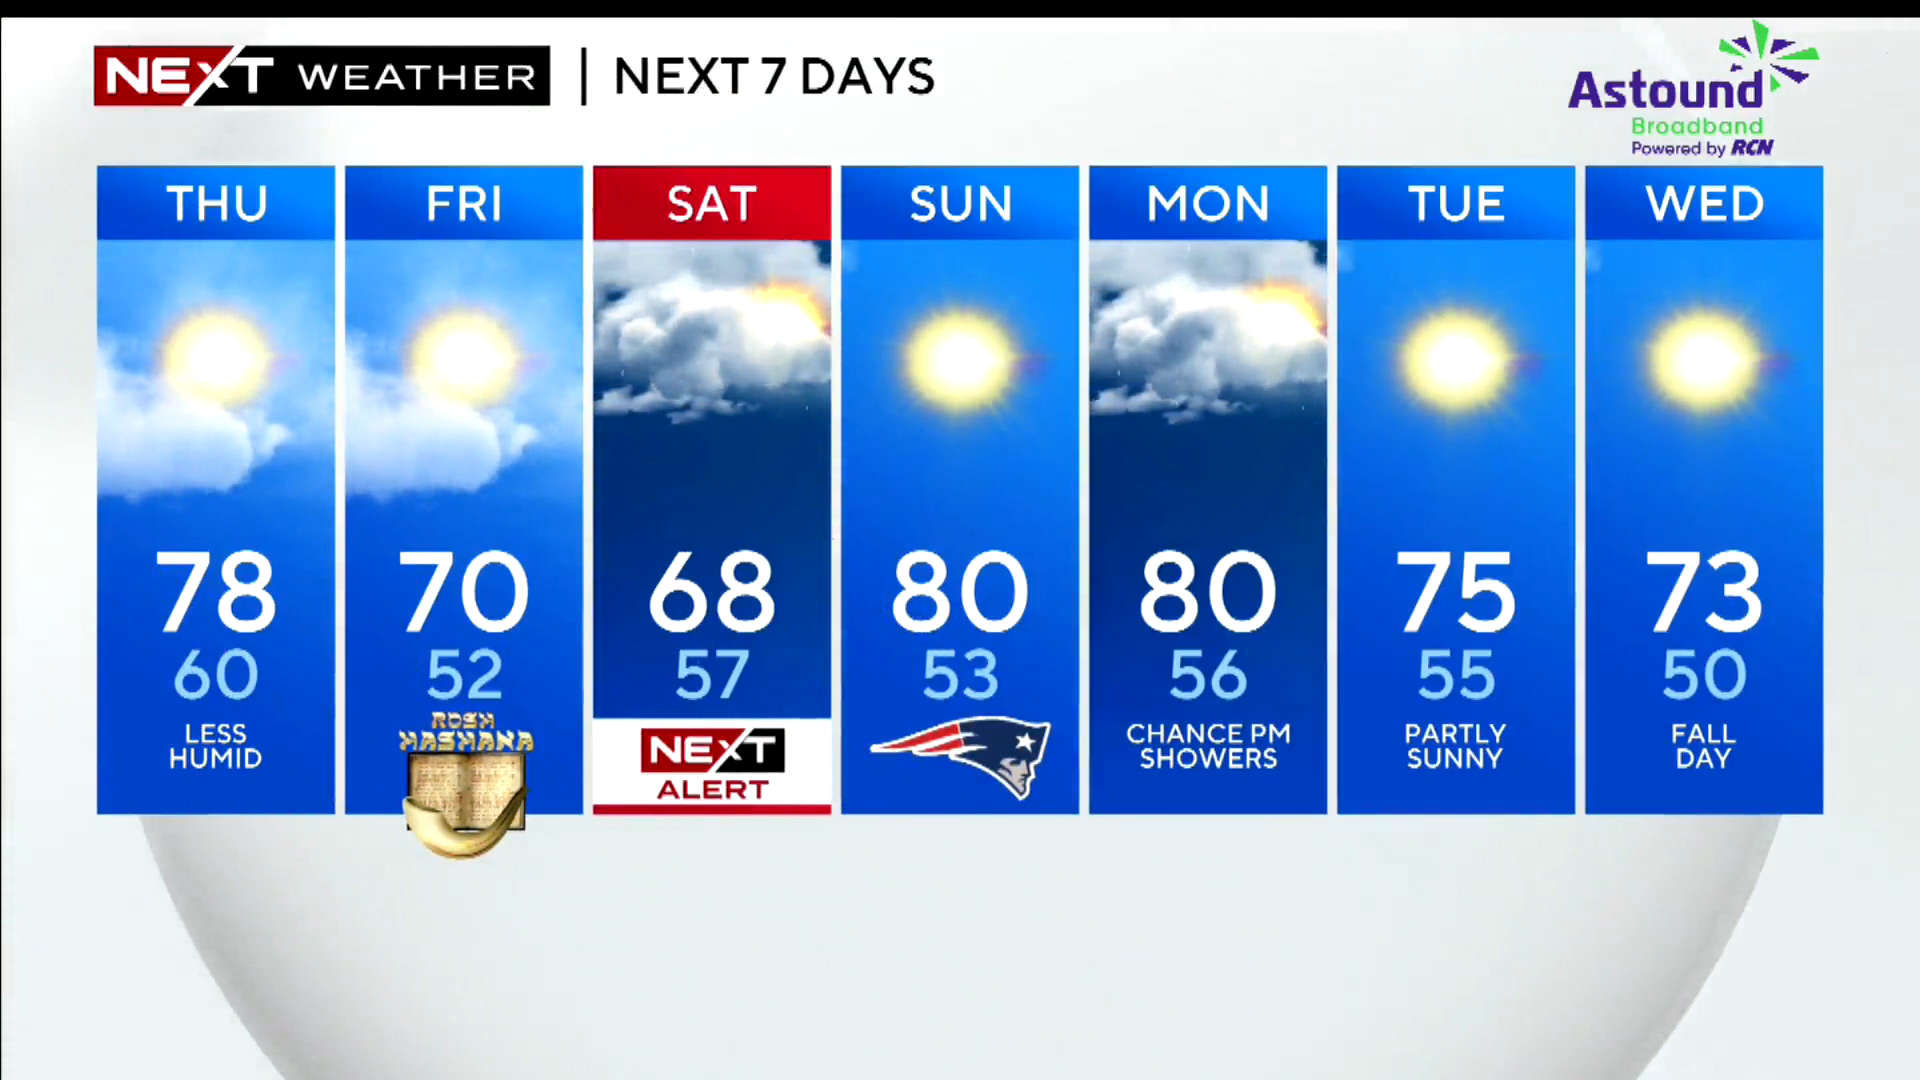 NEXT WEATHER | NEXT 7 DAYS
Astound
Broadband
Powered by RCN
THU
78
60
LESS
HUMID
FRI
70
52
ROSH
HASHANA
SAT
68
57
NEXT
ALERT
SUN
80
53
MON
80
56
CHANCE PM
SHOWERS
TUE
75
55
PARTLY
SUNNY
WED
73
50
FALL
DAY